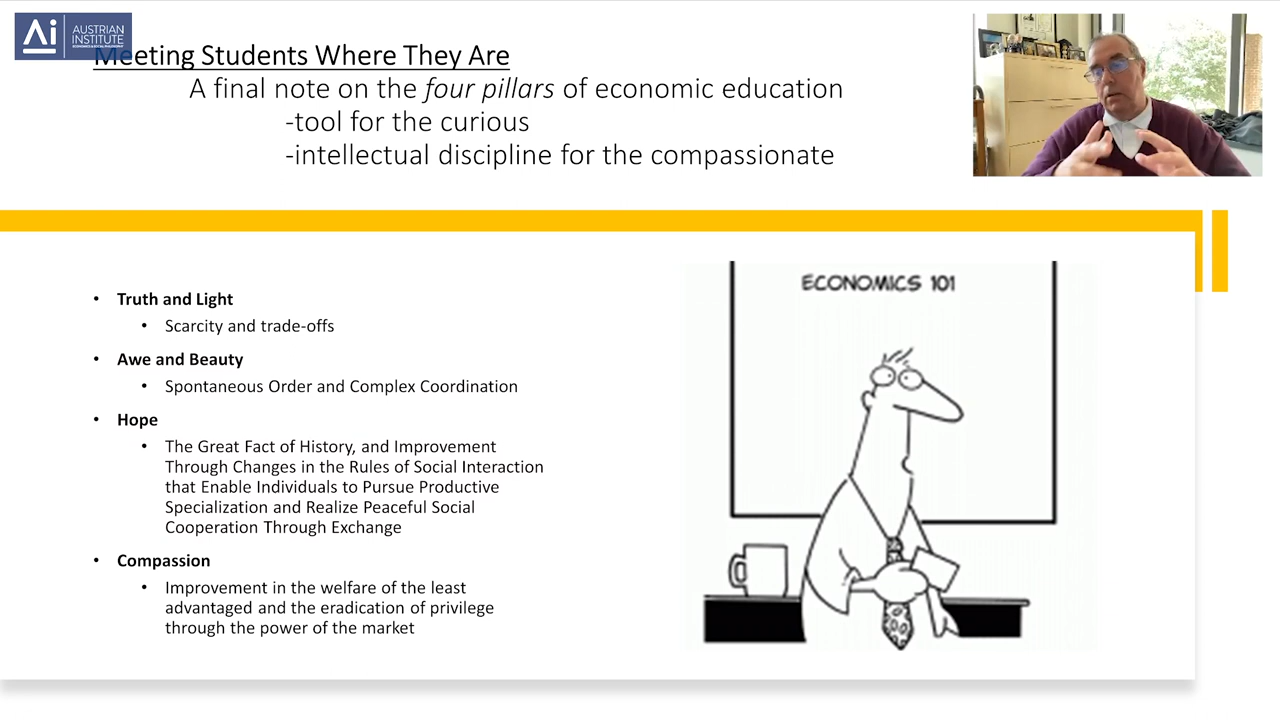 Ai
AUSTRIAN
INSTITUTE
ECONOMICS & SOCIAL PHILOSOPHY
Meeting Students Where They Are
A final note on the four pillars of economic education
-tool for the curious
-intellectual discipline for the compassionate
• Truth and Light
• Scarcity and trade-offs
• Awe and Beauty
• Spontaneous Order and Complex Coordination
• Hope
• The Great Fact of History, and Improvement
Through Changes in the Rules of Social Interaction
that Enable Individuals to Pursue Productive
Specialization and Realize Peaceful Social
Cooperation Through Exchange
• Compassion
• Improvement in the welfare of the least
advantaged and the eradication of privilege
through the power of the market
ECONOMICS 101